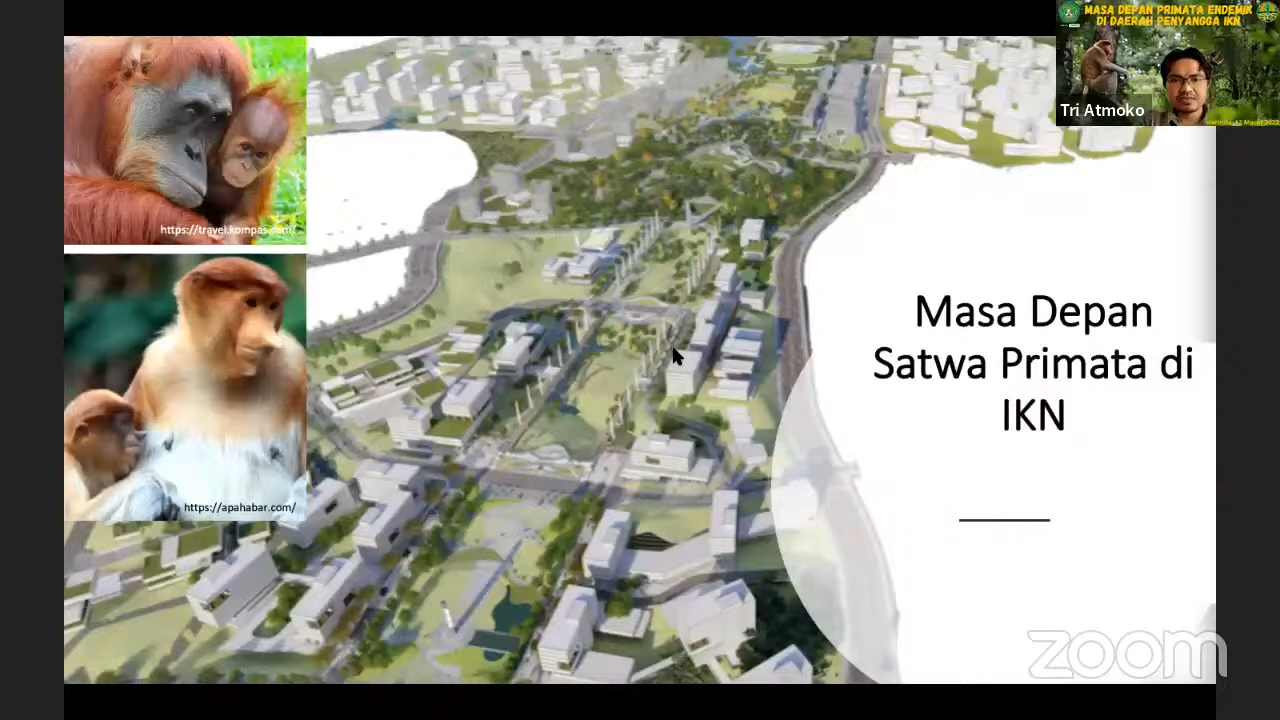 MASA DEPAN PRIMATA ENDEMIK
DI DAERAH PENYANGGA IKN
Tri Atmoko
https://travel.kompas.com/
Masa Depan
Satwa Primata di
IKN
https://apahabar.com/
zoom